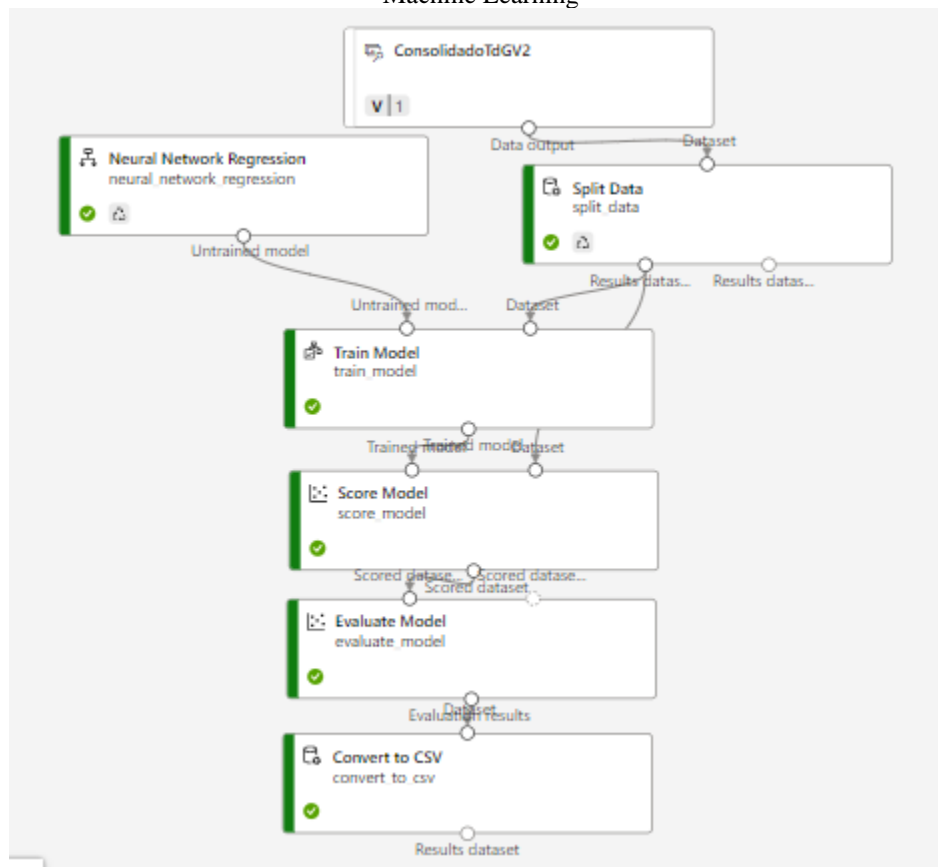 Machine Learning
ConsolidadoTdGV2
V 1
Data output
Dataset
Neural Network Regression
neural_network_regression
Untrained model
Split Data
split_data
Results datas...
Results datas...
Untrained mod...
Dataset
Train Model
train_model
Trained model
Trained model
Dataset
Score Model
score_model
Scored datase...
Scored datase...
Scored dataset
Evaluate Model
evaluate_model
Dataset
Evaluation results
Convert to CSV
convert_to_csv
Results dataset